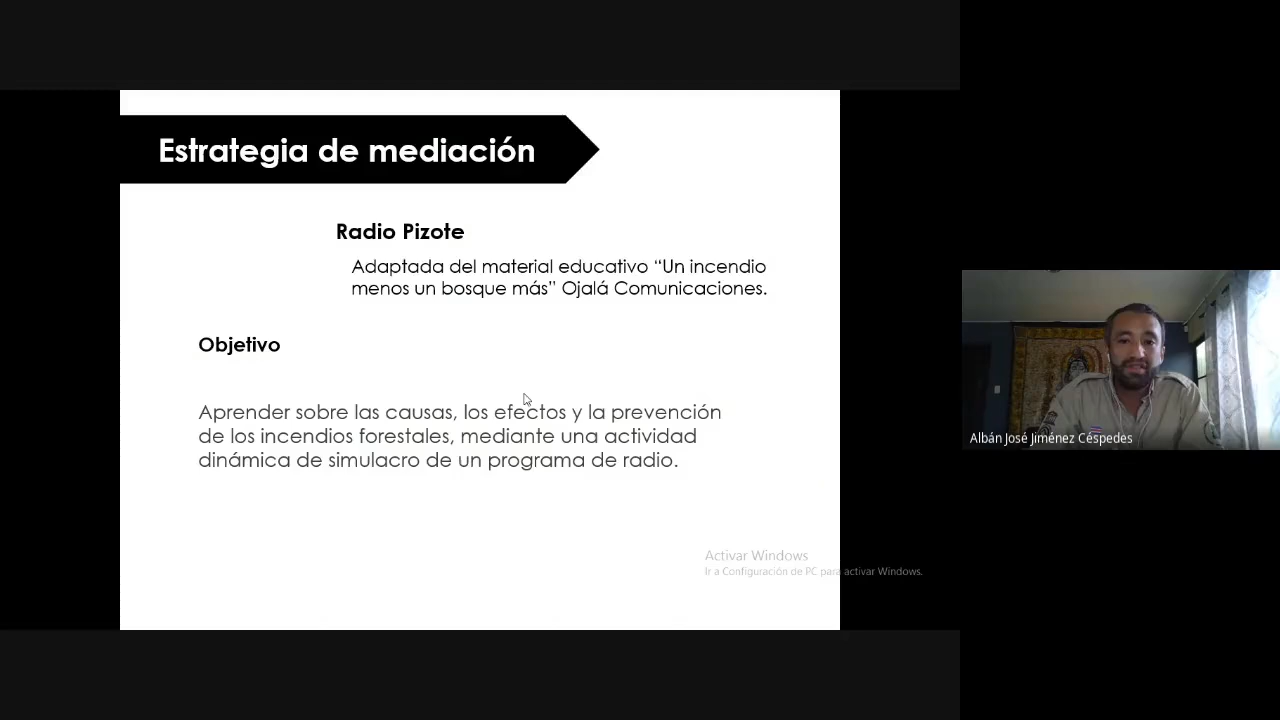 Estrategia de mediación
Radio Pizote
Adaptada del material educativo “Un incendio
menos un bosque más” Ojalá Comunicaciones.
Objetivo
Aprender sobre las causas, los efectos y la prevención
de los incendios forestales, mediante una actividad
dinámica de simulacro de un programa de radio.
Albán José Jiménez Céspedes
Activar Windows
Ir a Configuración de PC para activar Windows.